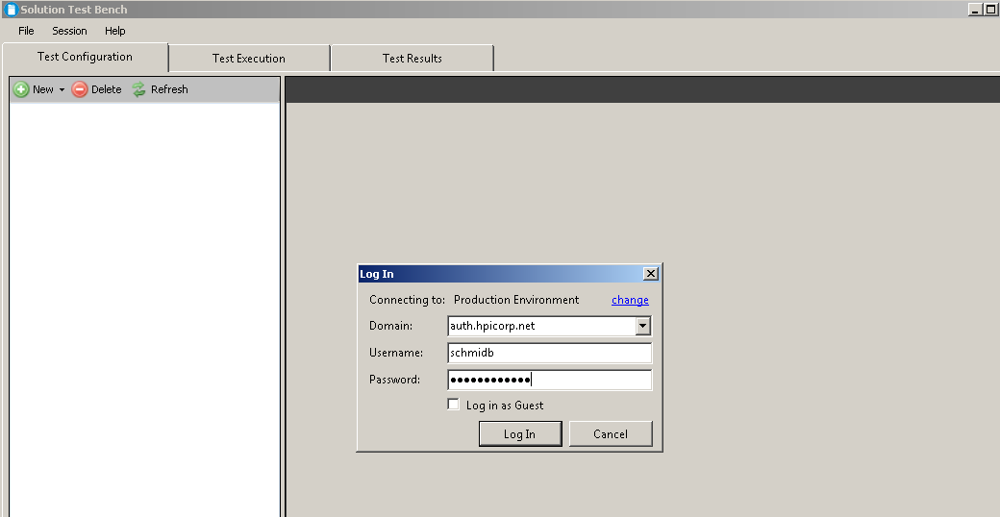 Solution Test Bench
File Session Help
Test Configuration Test Execution Test Results
New Delete Refresh
Log In
Connecting to: Production Environment change
Domain: auth.hpicorp.net
Username: schmidb
Password: ●●●●●●●●●●●●
Log in as Guest
Log In Cancel